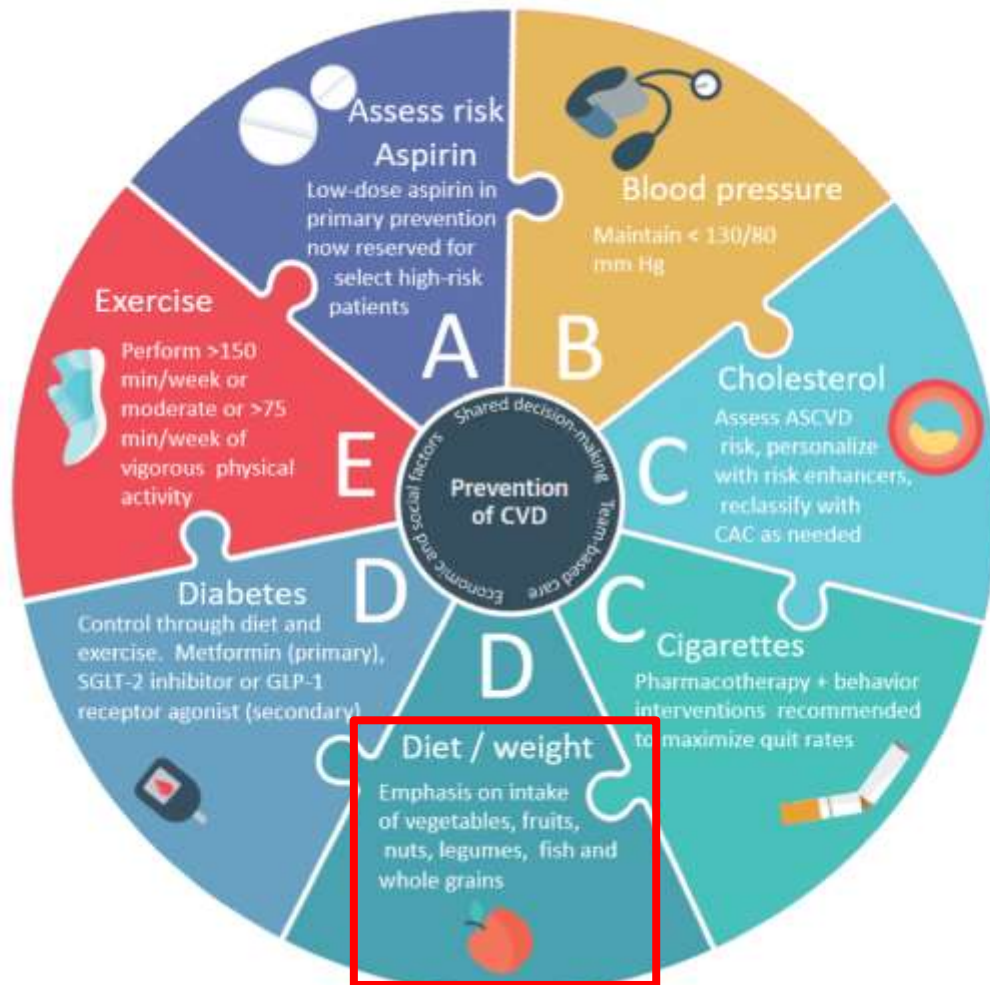 Assess risk
Aspirin
Low-dose aspirin in
primary prevention
now reserved for
select high-risk
patients
A
Blood pressure
Maintain < 130/80
mm Hg
B
Cholesterol
Assess ASCVD
risk, personalize
with risk enhancers,
reclassify with
CAC as needed
C
Cigarettes
Pharmacotherapy + behavior
interventions recommended
to maximize quit rates
C
D
Diet / weight
Emphasis on intake
of vegetables, fruits,
nuts, legumes, fish and
whole grains
Diabetes
Control through diet and
exercise. Metformin (primary),
SGLT-2 inhibitor or GLP-1
receptor agonist (secondary)
D
Exercise
Perform >150
min/week or
moderate or >75
min/week of
vigorous physical
activity
E
Shared decision-making
Team-based care
Economic and social factors
Prevention
of CVD